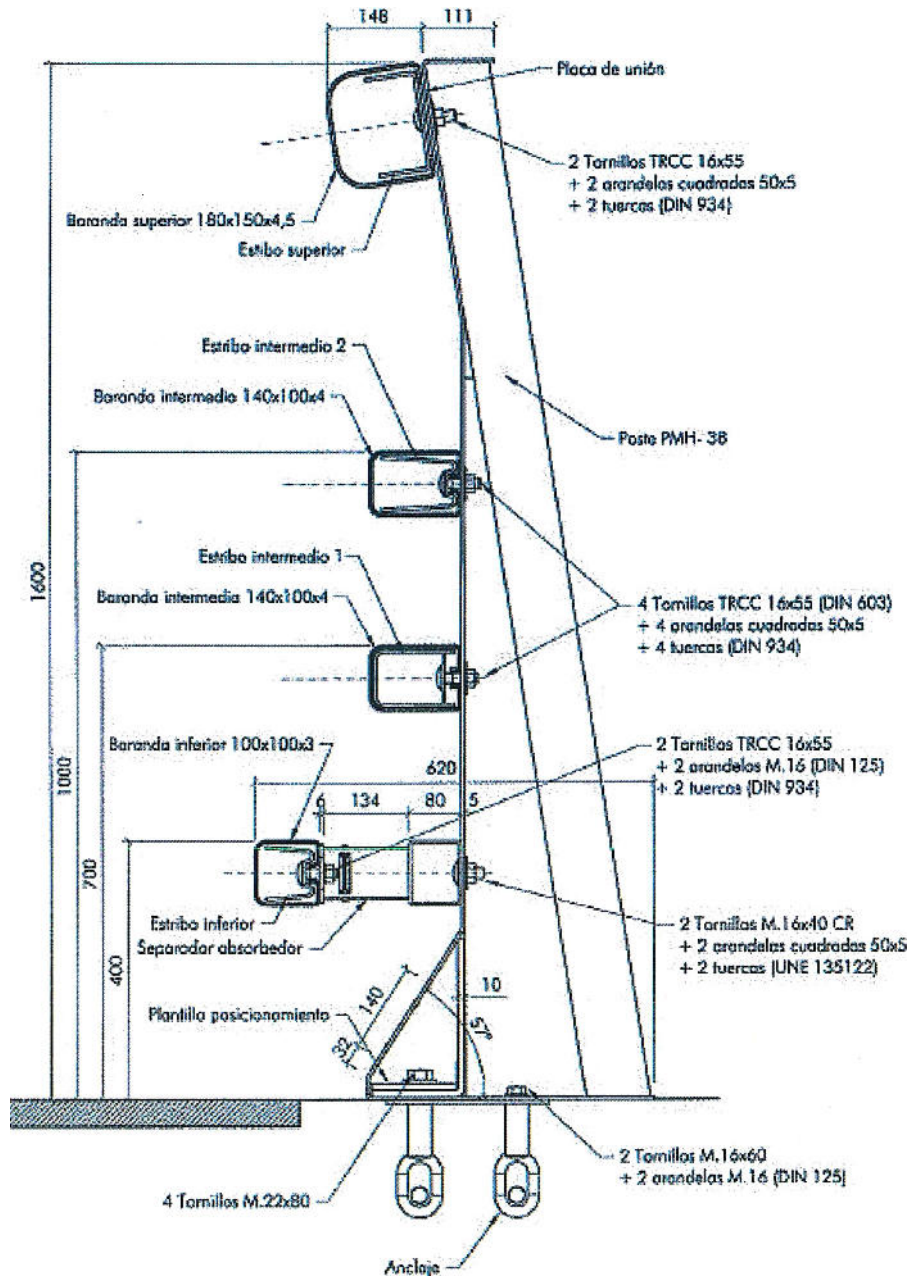 148
111
Placa de unión
2 Tornillos TRCC 16x55
+ 2 arandelas cuadradas 50x5
+ 2 tuercas (DIN 934)
Baranda superior 180x150x4,5
Estibo superior
Estribo intermedio 2
Baranda intermedia 140x100x4
Poste PMH- 38
1600
Estribo intermedio 1
Baranda intermedia 140x100x4
4 Tornillos TRCC 16x55 (DIN 603)
+ 4 arandelas cuadradas 50x5
+ 4 tuercas (DIN 934)
1000
Baranda inferior 100x100x3
2 Tornillos TRCC 16x55
+ 2 arandelas M.16 (DIN 125)
+ 2 tuercas (DIN 934)
620
6
134
80
5
700
400
Estribo inferior
Separador absorbedor
2 Tornillos M.16x40 CR
+ 2 arandelas cuadradas 50x5
+ 2 tuercas (UNE 135122)
10
140
32
57°
Plantilla posicionamiento
4 Tornillos M.22x80
2 Tornillos M.16x60
+ 2 arandelas M.16 (DIN 125)
Anclaje